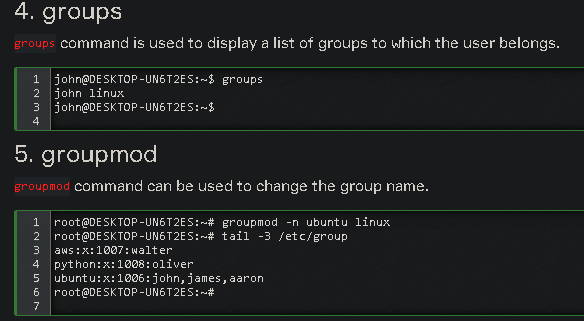 4. groups
groups command is used to display a list of groups to which the user belongs.
1 john@DESKTOP-UN6T2ES:~$ groups
2 john linux
3 john@DESKTOP-UN6T2ES:~$
4
5. groupmod
groupmod command can be used to change the group name.
1 root@DESKTOP-UN6T2ES:~# groupmod -n ubuntu linux
2 root@DESKTOP-UN6T2ES:~# tail -3 /etc/group
3 aws:x:1007:walter
4 python:x:1008:oliver
5 ubuntu:x:1006:john,james,aaron
6 root@DESKTOP-UN6T2ES:~#
7